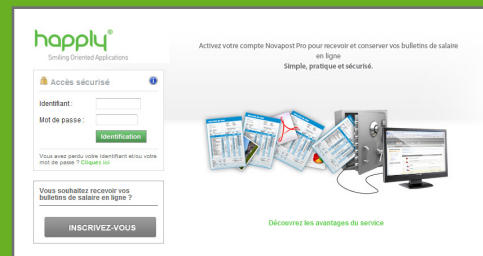 happly®
Smiling Oriented Applications
Activez votre compte Novapost Pro pour recevoir et conserver vos bulletins de salaire
en ligne
Simple, pratique et sécurisé.
Accès sécurisé
Identifiant :
Mot de passe :
Identification
Vous avez perdu votre identifiant et/ou votre
mot de passe ? Cliquez ici
Vous souhaitez recevoir vos
bulletins de salaire en ligne ?
INSCRIVEZ-VOUS
Découvrez les avantages du service